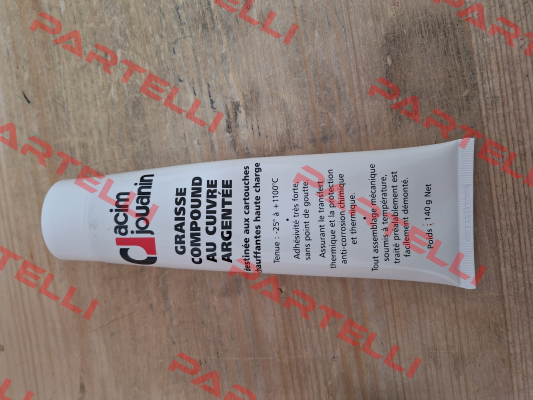 acim
jouanin
GRAISSE
COMPOUND
AU CUIVRE
ARGENTÉE
destinée aux cartouches
chauffantes haute charge
Tenue : -25° à +1100°C
Adhésivité très forte,
sans point de goutte
•
Assurant le transfert
thermique et la protection
anti-corrosion chimique
et thermique.
•
Tout assemblage mécanique
soumis à température,
traité préalablement est
facilement démonté.
Poids : 140 g Net
PARTELLI
PARTELLI
PARTELLI
PARTELLI
PARTELLI
PARTELLI
PARTELLI
PARTELLI